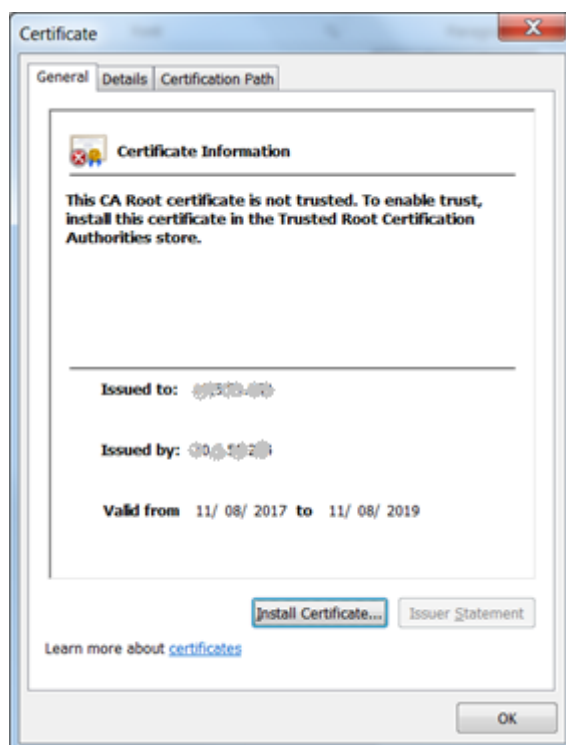 Certificate
General
Details
Certification Path
Certificate Information
This CA Root certificate is not trusted. To enable trust,
install this certificate in the Trusted Root Certification
Authorities store.
Issued to:
Issued by:
Valid from 11/ 08/ 2017 to 11/ 08/ 2019
Install Certificate...
Issuer Statement
Learn more about certificates
OK